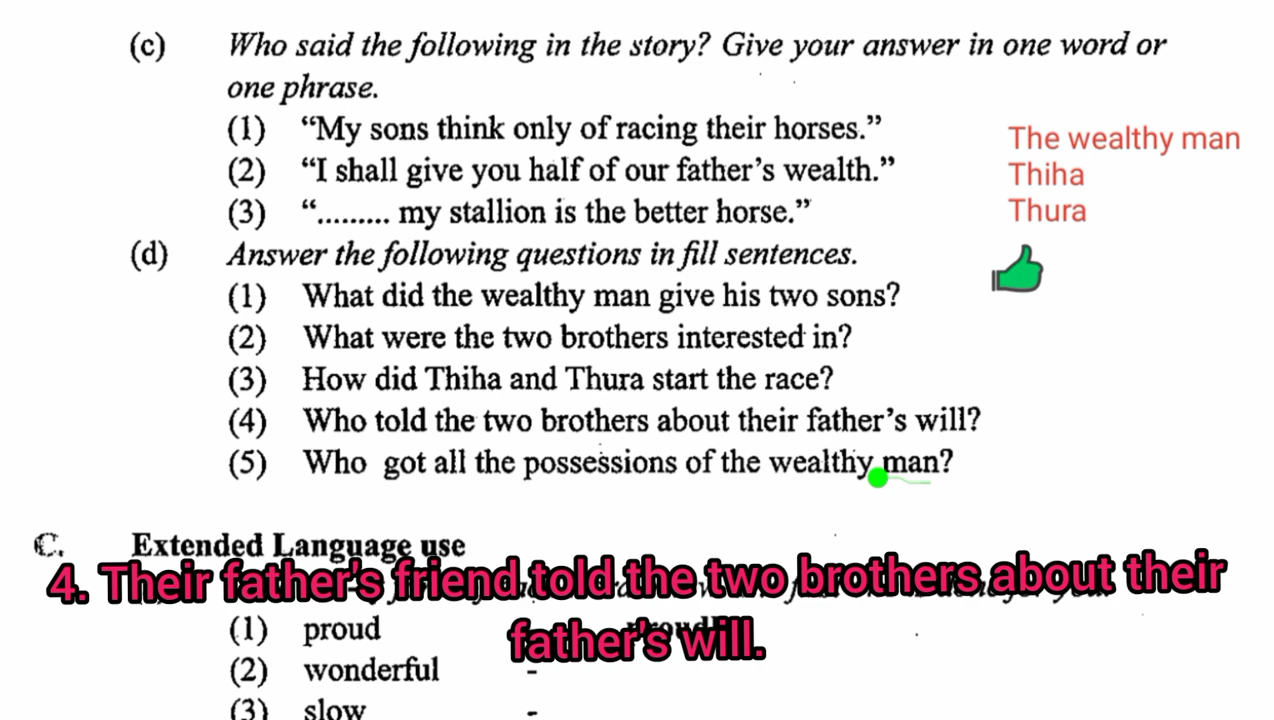 (c) Who said the following in the story? Give your answer in one word or
one phrase.
(1) “My sons think only of racing their horses.”
The wealthy man
(2) “I shall give you half of our father’s wealth.”
Thiha
(3) “......... my stallion is the better horse.”
Thura
(d) Answer the following questions in fill sentences.
(1) What did the wealthy man give his two sons?
(2) What were the two brothers interested in?
(3) How did Thiha and Thura start the race?
(4) Who told the two brothers about their father’s will?
(5) Who got all the possessions of the wealthy man?
C. Extended Language use
4. Their father's friend told the two brothers about their
father's will.
(1) proud
(2) wonderful -
(3) slow -